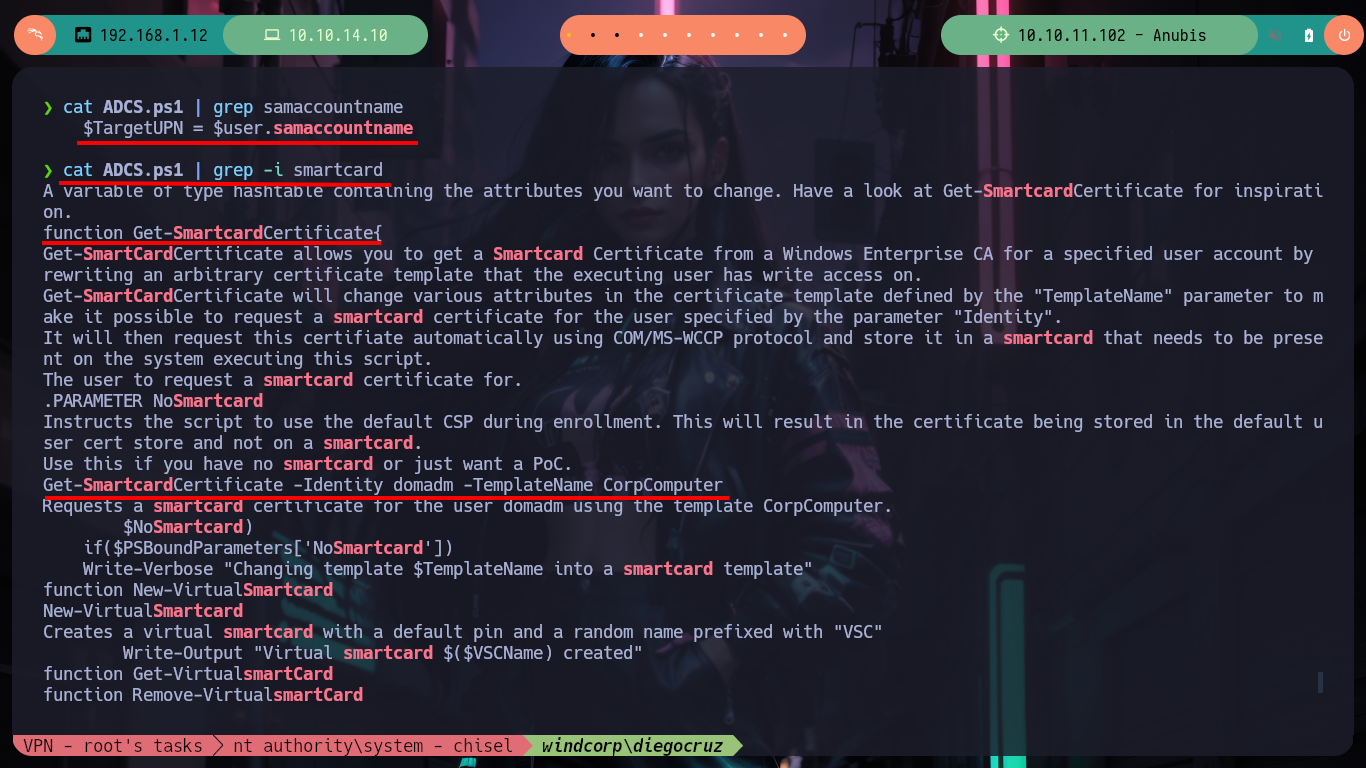 192.168.1.12 10.10.14.10 10.10.11.102 - Anubis
❯ cat ADCS.ps1 | grep samaccountname
$TargetUPN = $user.samaccountname
❯ cat ADCS.ps1 | grep -i smartcard
A variable of type hashtable containing the attributes you want to change. Have a look at Get-SmartcardCertificate for inspirati
on.
function Get-SmartcardCertificate{
Get-SmartCardCertificate allows you to get a Smartcard Certificate from a Windows Enterprise CA for a specified user account by
rewriting an arbitrary certificate template that the executing user has write access on.
Get-SmartCardCertificate will change various attributes in the certificate template defined by the "TemplateName" parameter to m
ake it possible to request a smartcard certificate for the user specified by the parameter "Identity".
It will then request this certifiate automatically using COM/MS-WCCP protocol and store it in a smartcard that needs to be prese
nt on the system executing this script.
The user to request a smartcard certificate for.
.PARAMETER NoSmartcard
Instructs the script to use the default CSP during enrollment. This will result in the certificate being stored in the default u
ser cert store and not on a smartcard.
Use this if you have no smartcard or just want a PoC.
Get-SmartcardCertificate -Identity domadm -TemplateName CorpComputer
Requests a smartcard certificate for the user domadm using the template CorpComputer.
$NoSmartcard)
if($PSBoundParameters['NoSmartcard'])
Write-Verbose "Changing template $TemplateName into a smartcard template"
function New-VirtualSmartcard
New-VirtualSmartcard
Creates a virtual smartcard with a default pin and a random name prefixed with "VSC"
Write-Output "Virtual smartcard $($VSCName) created"
function Get-VirtualsmartCard
function Remove-VirtualsmartCard
VPN - root's tasks nt authority\system - chisel windcorp\diegocruz